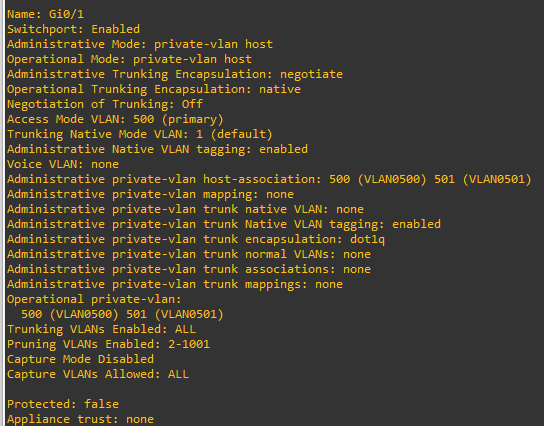 Name: Gi0/1
Switchport: Enabled
Administrative Mode: private-vlan host
Operational Mode: private-vlan host
Administrative Trunking Encapsulation: negotiate
Operational Trunking Encapsulation: native
Negotiation of Trunking: Off
Access Mode VLAN: 500 (primary)
Trunking Native Mode VLAN: 1 (default)
Administrative Native VLAN tagging: enabled
Voice VLAN: none
Administrative private-vlan host-association: 500 (VLAN0500) 501 (VLAN0501)
Administrative private-vlan mapping: none
Administrative private-vlan trunk native VLAN: none
Administrative private-vlan trunk Native VLAN tagging: enabled
Administrative private-vlan trunk encapsulation: dot1q
Administrative private-vlan trunk normal VLANs: none
Administrative private-vlan trunk associations: none
Administrative private-vlan trunk mappings: none
Operational private-vlan:
  500 (VLAN0500) 501 (VLAN0501)
Trunking VLANs Enabled: ALL
Pruning VLANs Enabled: 2-1001
Capture Mode Disabled
Capture VLANs Allowed: ALL

Protected: false
Appliance trust: none